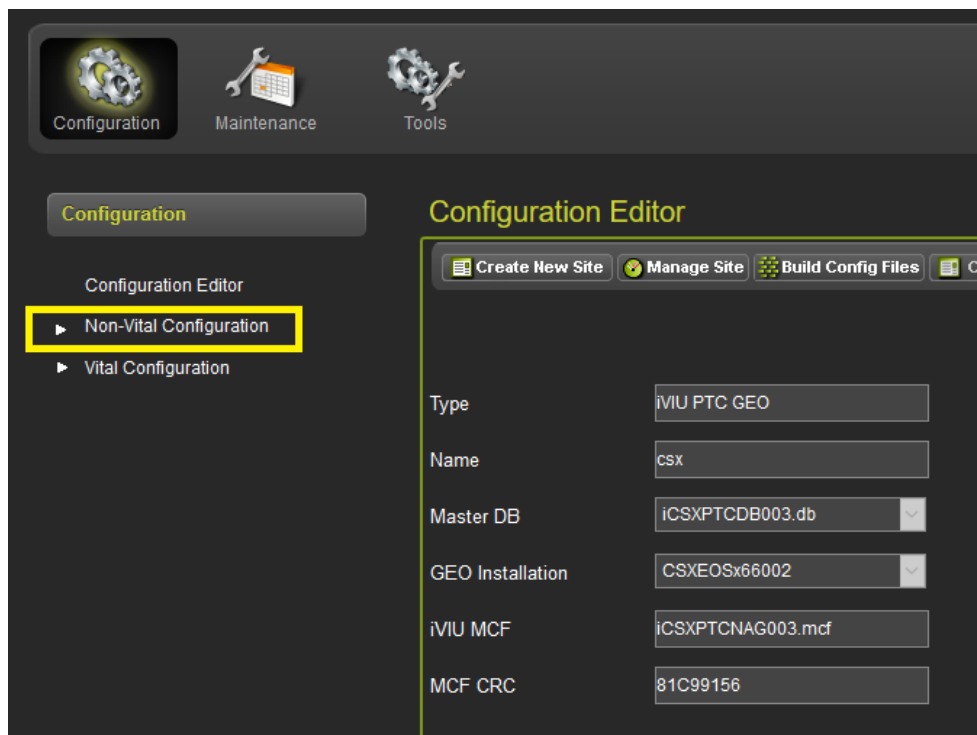 Configuration
Maintenance
Tools
Configuration
Configuration Editor
Non-Vital Configuration
Vital Configuration
Configuration Editor
Create New Site
Manage Site
Build Config Files
Type
iVIU PTC GEO
Name
csx
Master DB
iCSXPTCDB003.db
GEO Installation
CSXEOSx66002
iVIU MCF
iCSXPTCNAG003.mcf
MCF CRC
81C99156